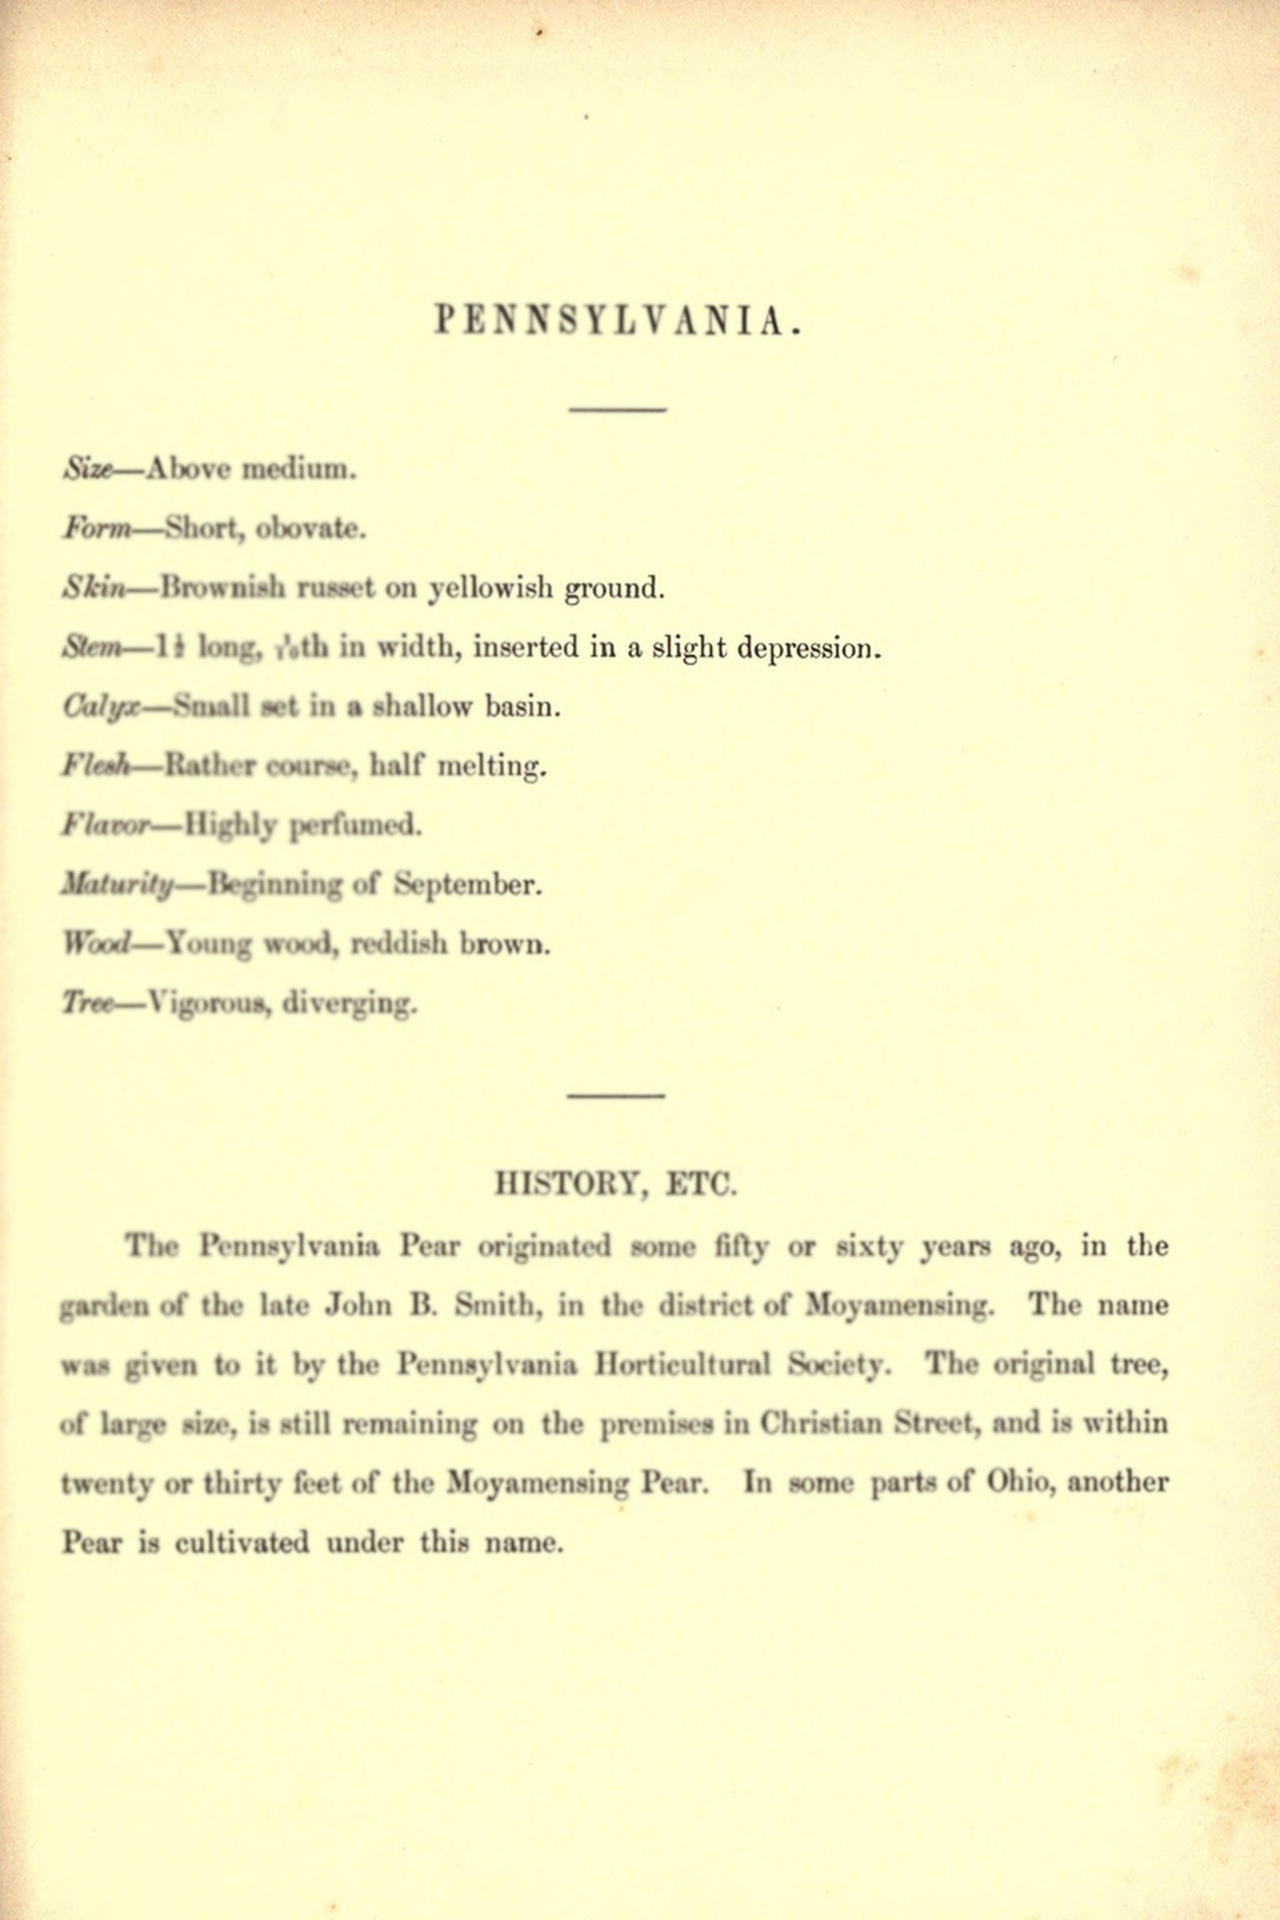 PENNSYLVANIA.
Size—Above medium.
Form—Short, obovate.
Skin—Brownish russet on yellowish ground.
Stem—1½ long, ⅒th in width, inserted in a slight depression.
Calyx—Small set in a shallow basin.
Flesh—Rather course, half melting.
Flavor—Highly perfumed.
Maturity—Beginning of September.
Wood—Young wood, reddish brown.
Tree—Vigorous, diverging.
HISTORY, ETC.
The Pennsylvania Pear originated some fifty or sixty years ago, in the
garden of the late John B. Smith, in the district of Moyamensing. The name
was given to it by the Pennsylvania Horticultural Society. The original tree,
of large size, is still remaining on the premises in Christian Street, and is within
twenty or thirty feet of the Moyamensing Pear. In some parts of Ohio, another
Pear is cultivated under this name.